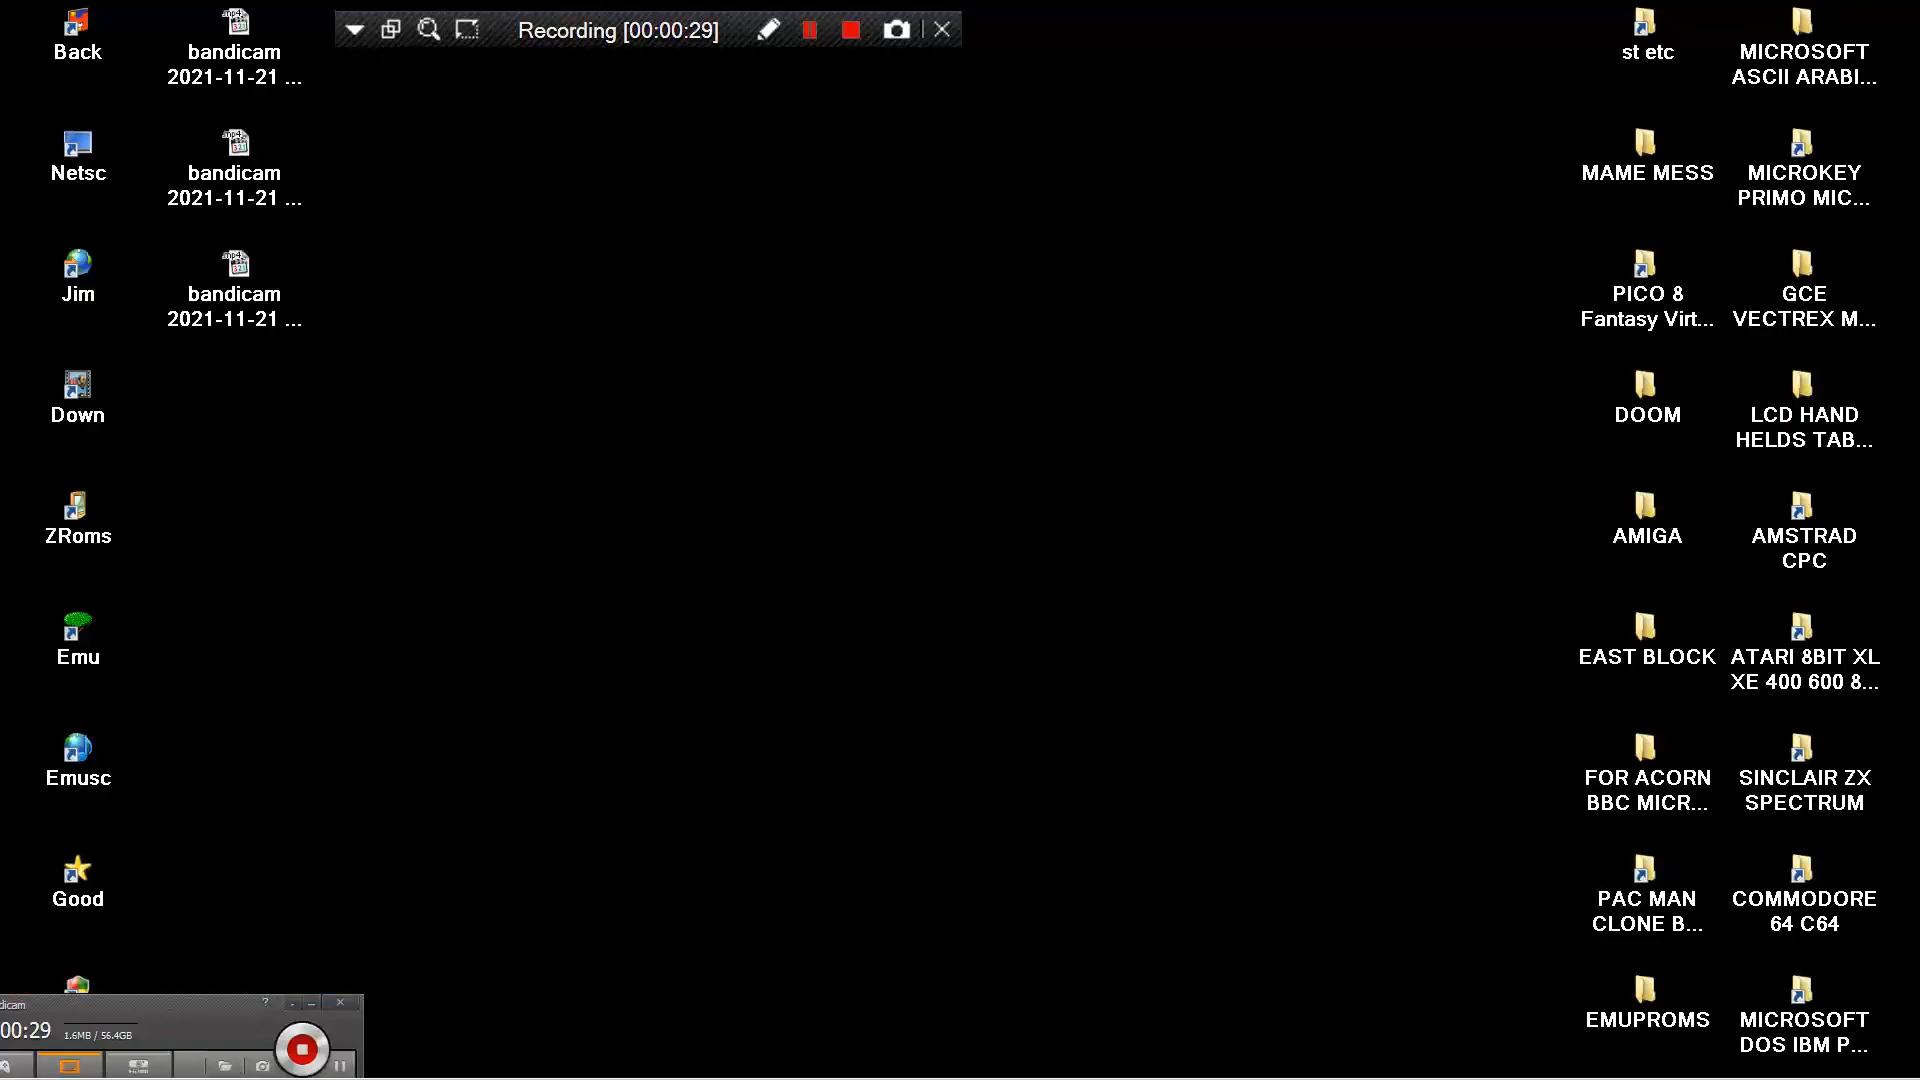 Recording [00:00:29]
Back
bandicam
2021-11-21 ...
st etc
MICROSOFT
ASCII ARABI...
Netsc
bandicam
2021-11-21 ...
MAME MESS
MICROKEY
PRIMO MIC...
Jim
bandicam
2021-11-21 ...
PICO 8
Fantasy Virt...
GCE
VECTREX M...
Down
DOOM
LCD HAND
HELDS TAB...
ZRoms
AMIGA
AMSTRAD
CPC
Emu
EAST BLOCK
ATARI 8BIT XL
XE 400 600 8...
Emusc
FOR ACORN
BBC MICR...
SINCLAIR ZX
SPECTRUM
Good
PAC MAN
CLONE B...
COMMODORE
64 C64
EMUPROMS
MICROSOFT
DOS IBM P...
dicam
00:29
1.6MB / 56.4GB